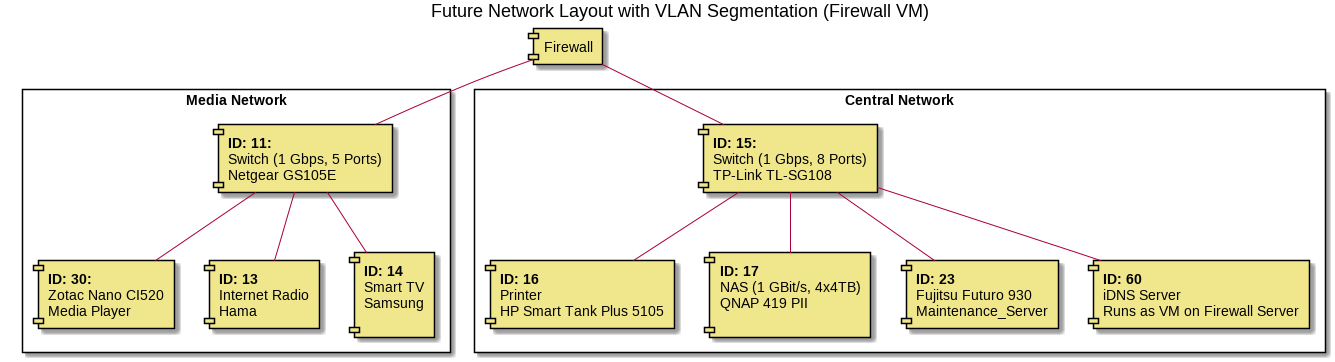 Future Network Layout with VLAN Segmentation (Firewall VM)
Firewall
Media Network
Central Network
ID: 11:
Switch (1 Gbps, 5 Ports)
Netgear GS105E
ID: 15:
Switch (1 Gbps, 8 Ports)
TP-Link TL-SG108
ID: 30:
Zotac Nano CI520
Media Player
ID: 13
Internet Radio
Hama
ID: 14
Smart TV
Samsung
ID: 16
Printer
HP Smart Tank Plus 5105
ID: 17
NAS (1 GBit/s, 4x4TB)
QNAP 419 PII
ID: 23
Fujitsu Futuro 930
Maintenance_Server
ID: 60
iDNS Server
Runs as VM on Firewall Server